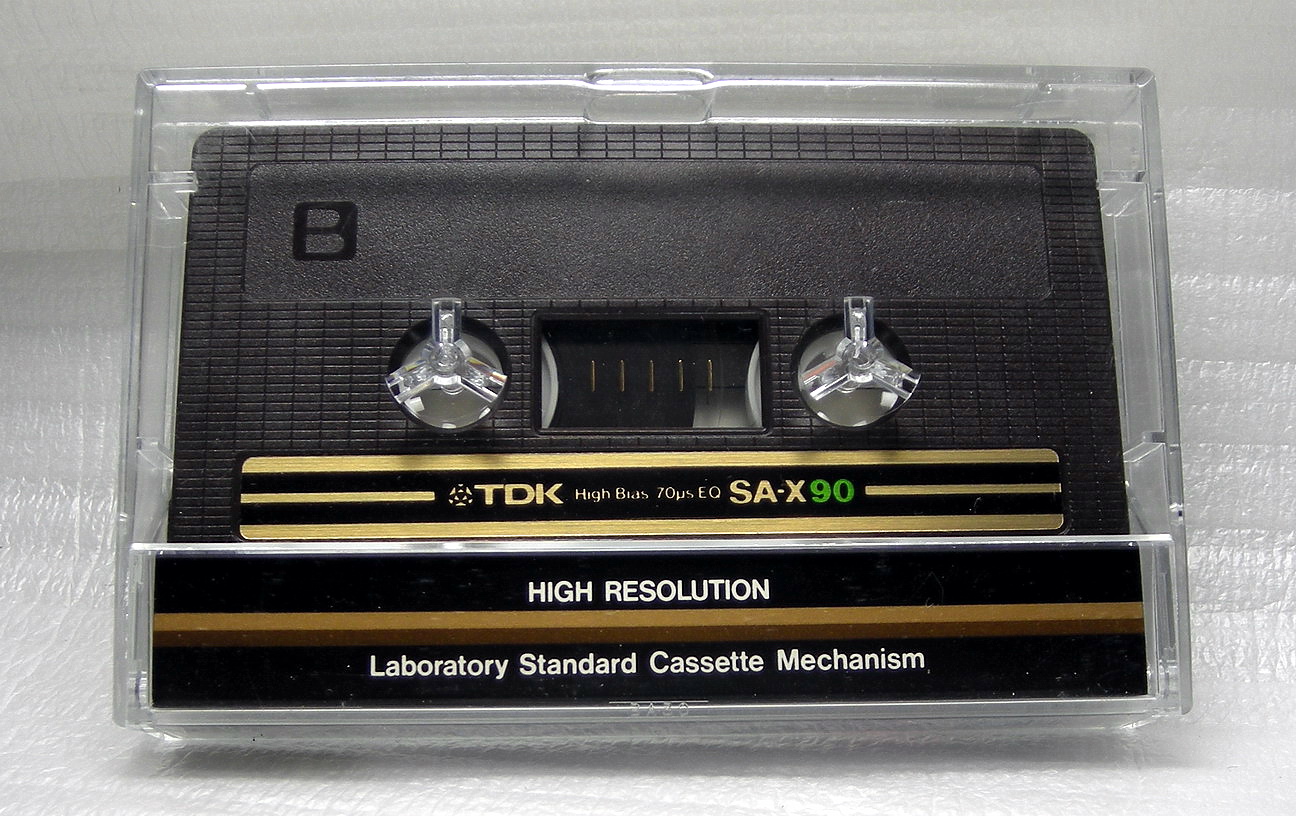 B
TDK High Bias 70µs EQ SA-X90
HIGH RESOLUTION
Laboratory Standard Cassette Mechanism